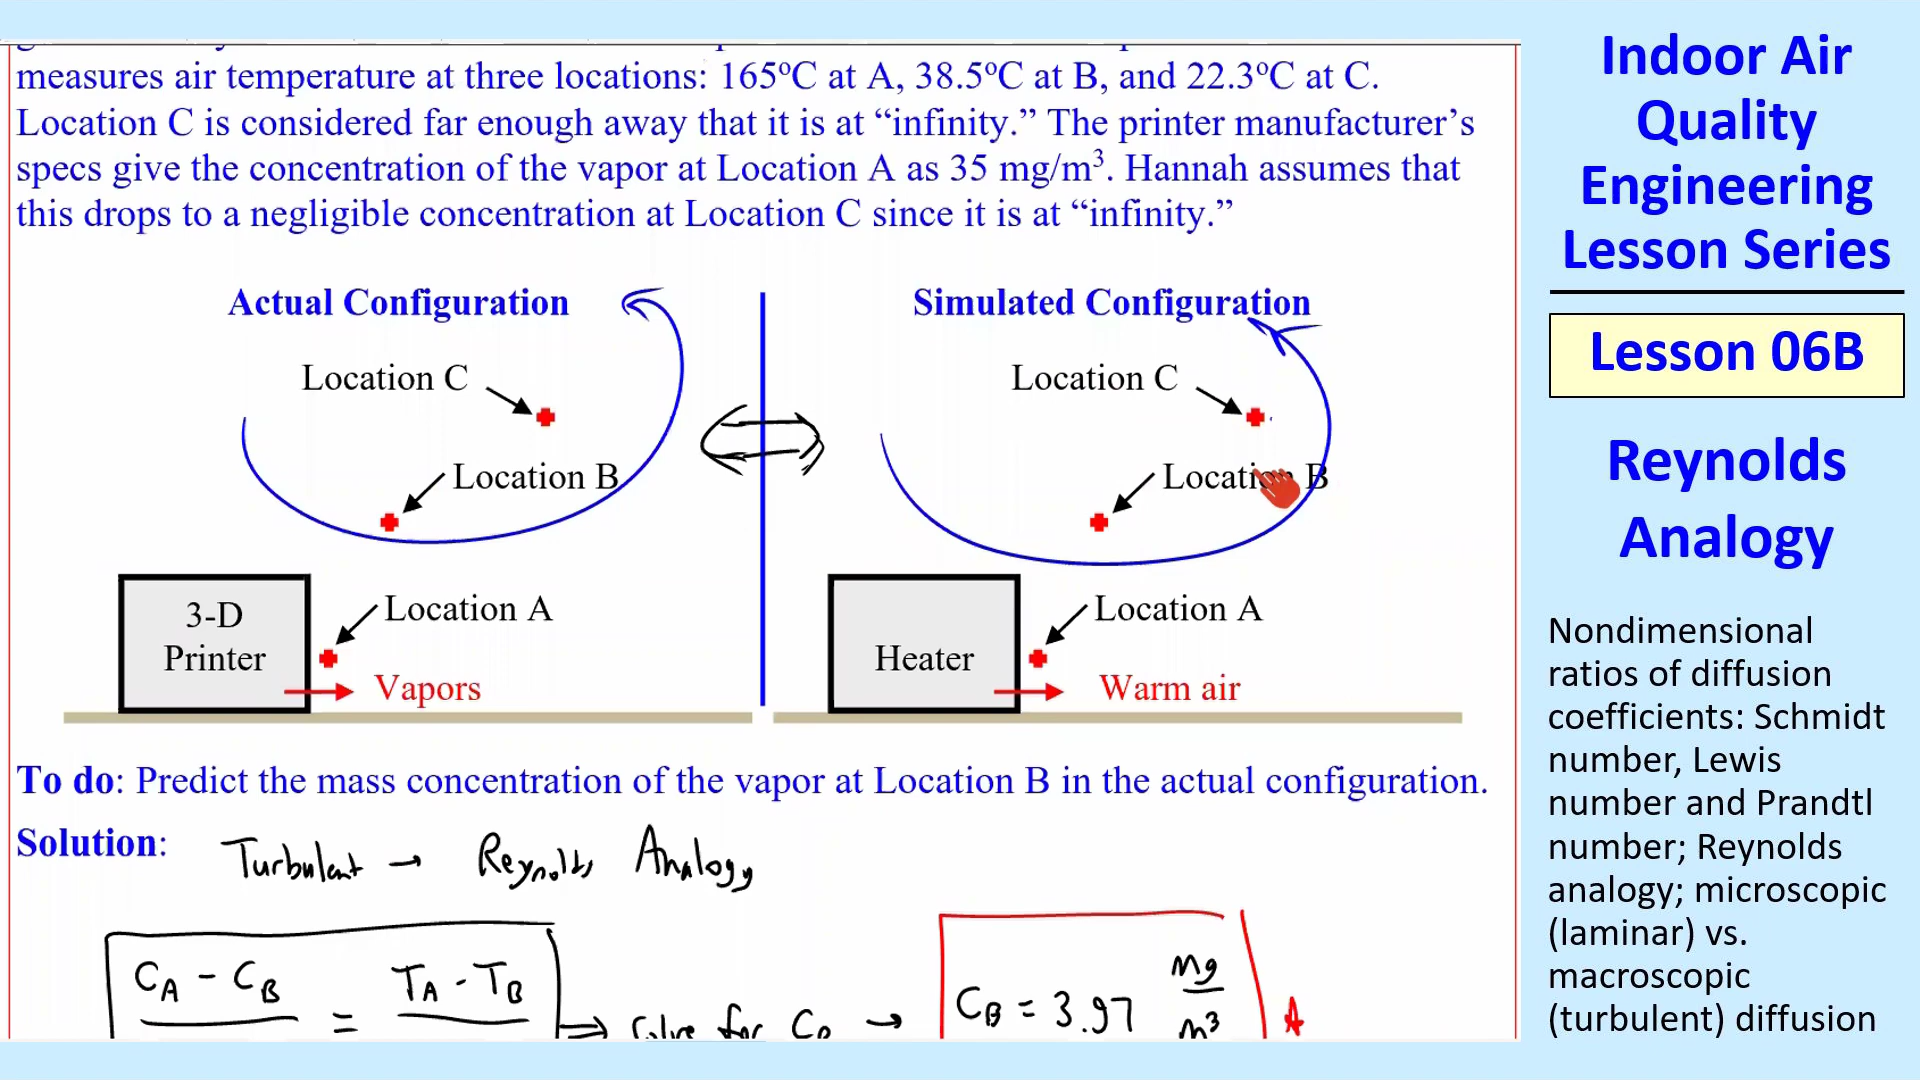 measures air temperature at three locations: 165°C at A, 38.5°C at B, and 22.3°C at C.
Location C is considered far enough away that it is at “infinity.” The printer manufacturer’s
specs give the concentration of the vapor at Location A as 35 mg/m³. Hannah assumes that
this drops to a negligible concentration at Location C since it is at “infinity.”
Actual Configuration
Location C
Location B
3-D
Printer
Location A
Vapors
Simulated Configuration
Location C
Location B
Heater
Location A
Warm air
To do: Predict the mass concentration of the vapor at Location B in the actual configuration.
Solution: Turbulent → Reynolds Analogy
C_A - C_B = T_A - T_B ⇒ solve for C_B → C_B = 3.97 mg/m³
Indoor Air
Quality
Engineering
Lesson Series
Lesson 06B
Reynolds
Analogy
Nondimensional
ratios of diffusion
coefficients: Schmidt
number, Lewis
number and Prandtl
number; Reynolds
analogy; microscopic
(laminar) vs.
macroscopic
(turbulent) diffusion